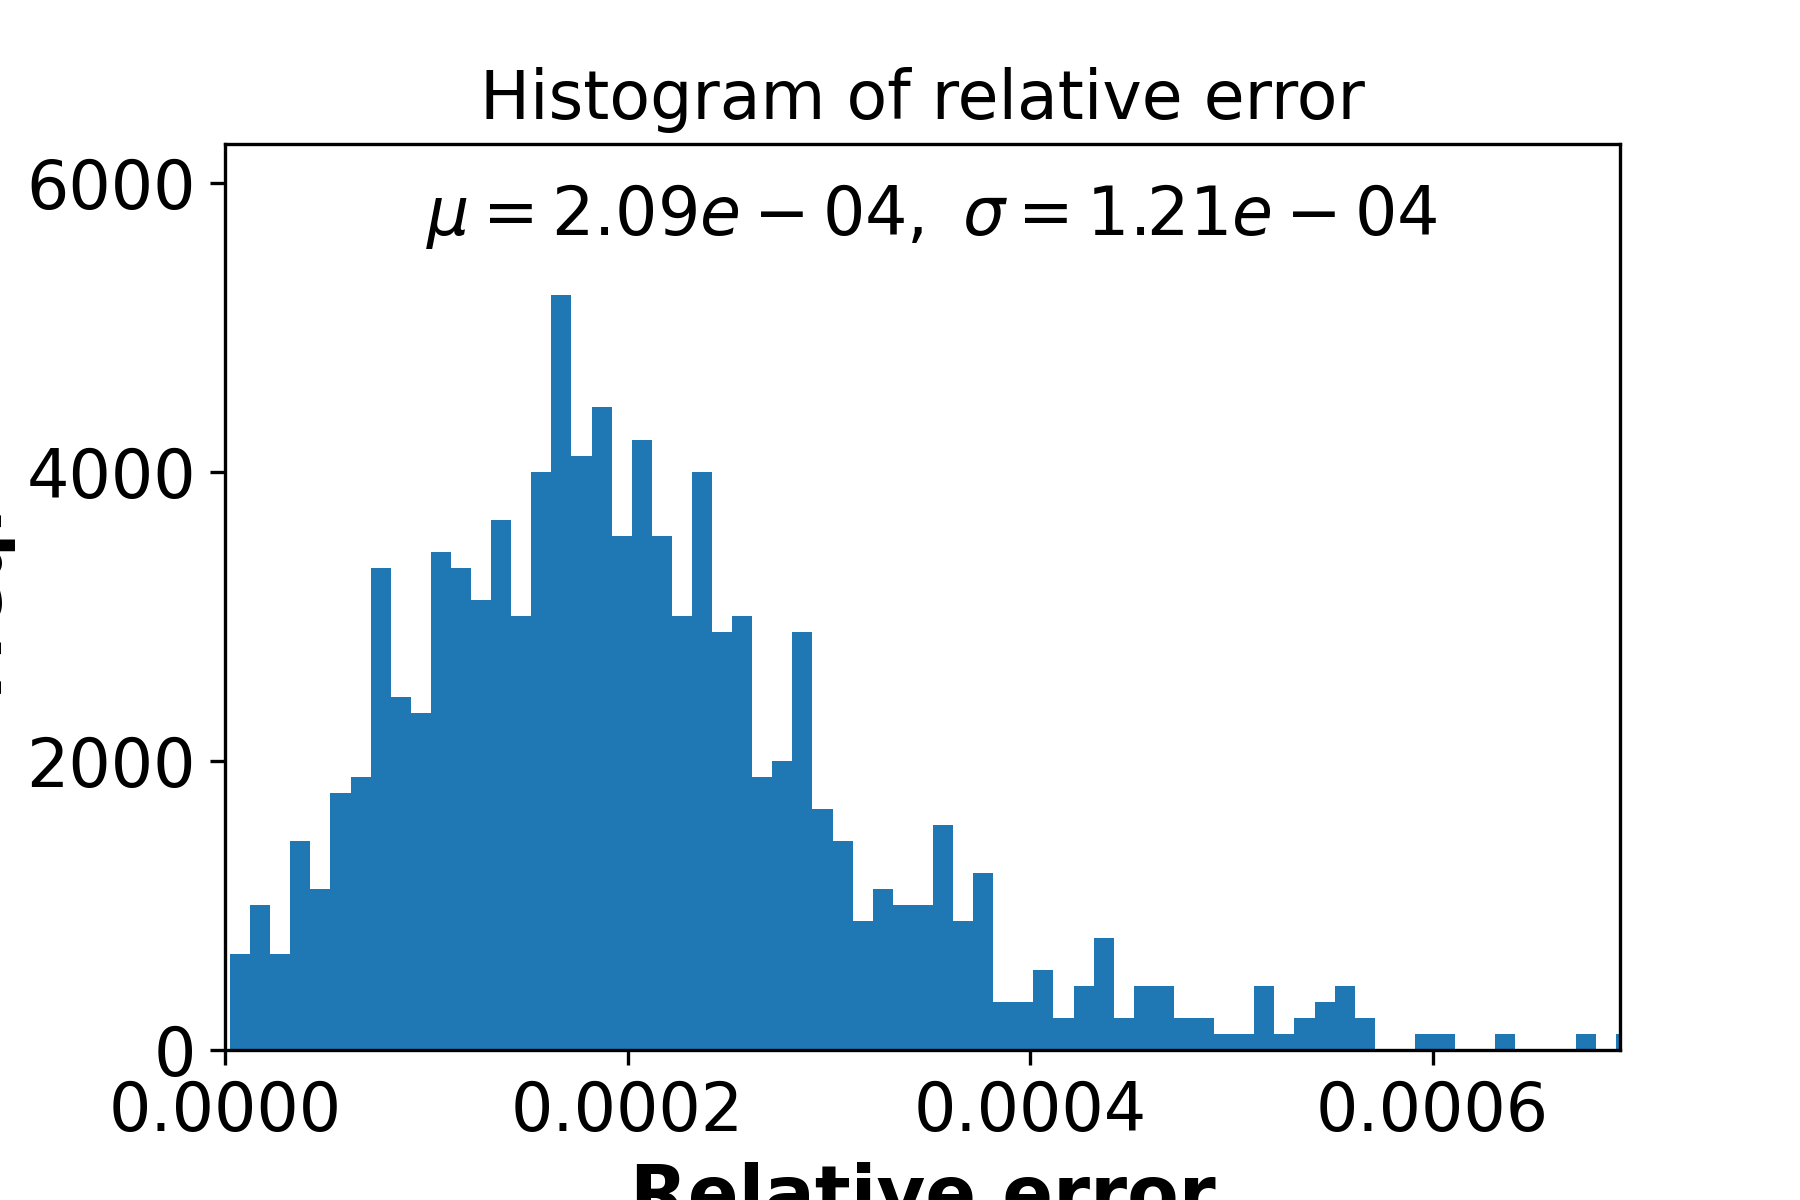 Histogram of relative error
μ = 2.09e − 04, σ = 1.21e − 04
6000
4000
2000
0
0.0000 0.0002 0.0004 0.0006
Relative error